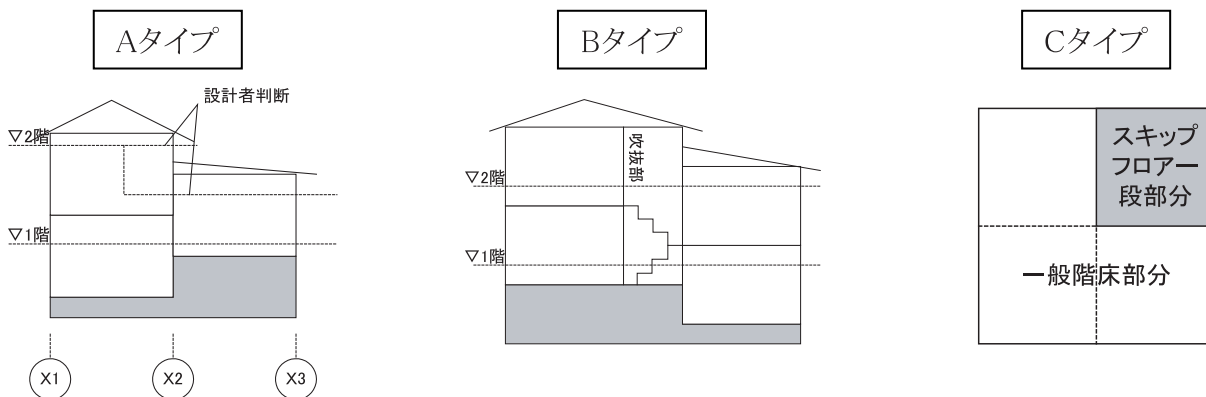 Aタイプ
Bタイプ
Cタイプ
設計者判断
▽2階
▽1階
X1
X2
X3
吹抜部
▽2階
▽1階
スキップ
フロアー
段部分
一般階床部分